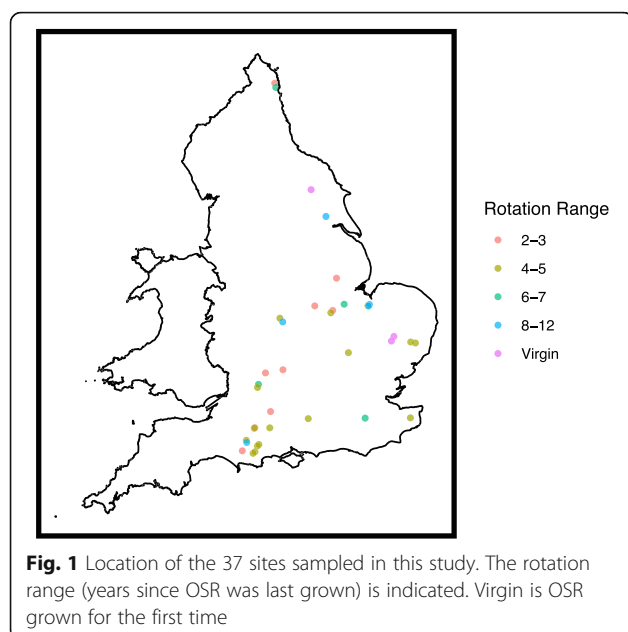 Rotation Range
2–3
4–5
6–7
8–12
Virgin
Fig. 1 Location of the 37 sites sampled in this study. The rotation
range (years since OSR was last grown) is indicated. Virgin is OSR
grown for the first time